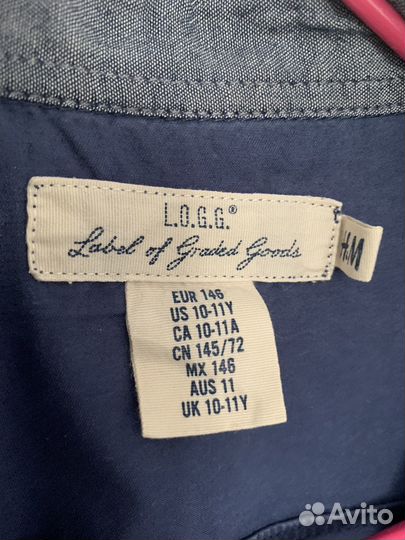 L.O.G.G.®
Label of Graded Goods
H&M
EUR 146
US 10-11Y
CA 10-11A
CN 145/72
MX 146
AUS 11
UK 10-11Y
Avito